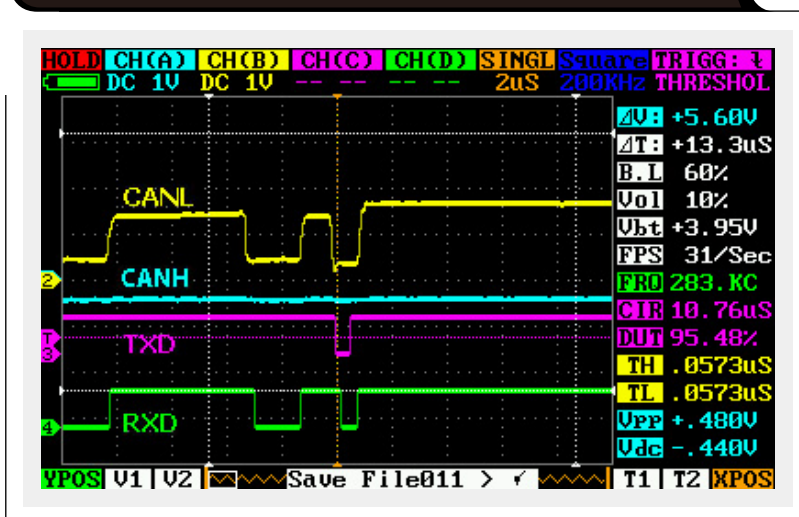 HOLD CH(A) CH(B) CH(C) CH(D) SINGL Square TRIGG:
DC 1V DC 1V -- -- -- -- 2uS 200KHz THRESHOL
ΔV: +5.60V
ΔT: +13.3uS
B.L 60%
CANL
Vol 10%
Vbt +3.95V
FPS 31/Sec
2
CANH
FRQ 283.KC
CIR 10.76uS
T
3
TXD
DUT 95.48%
TH .0573uS
TL .0573uS
4
RXD
Vpp +.480V
Vdc -.440V
YPOS V1 V2 Save File011 > ✓ T1 T2 XPOS